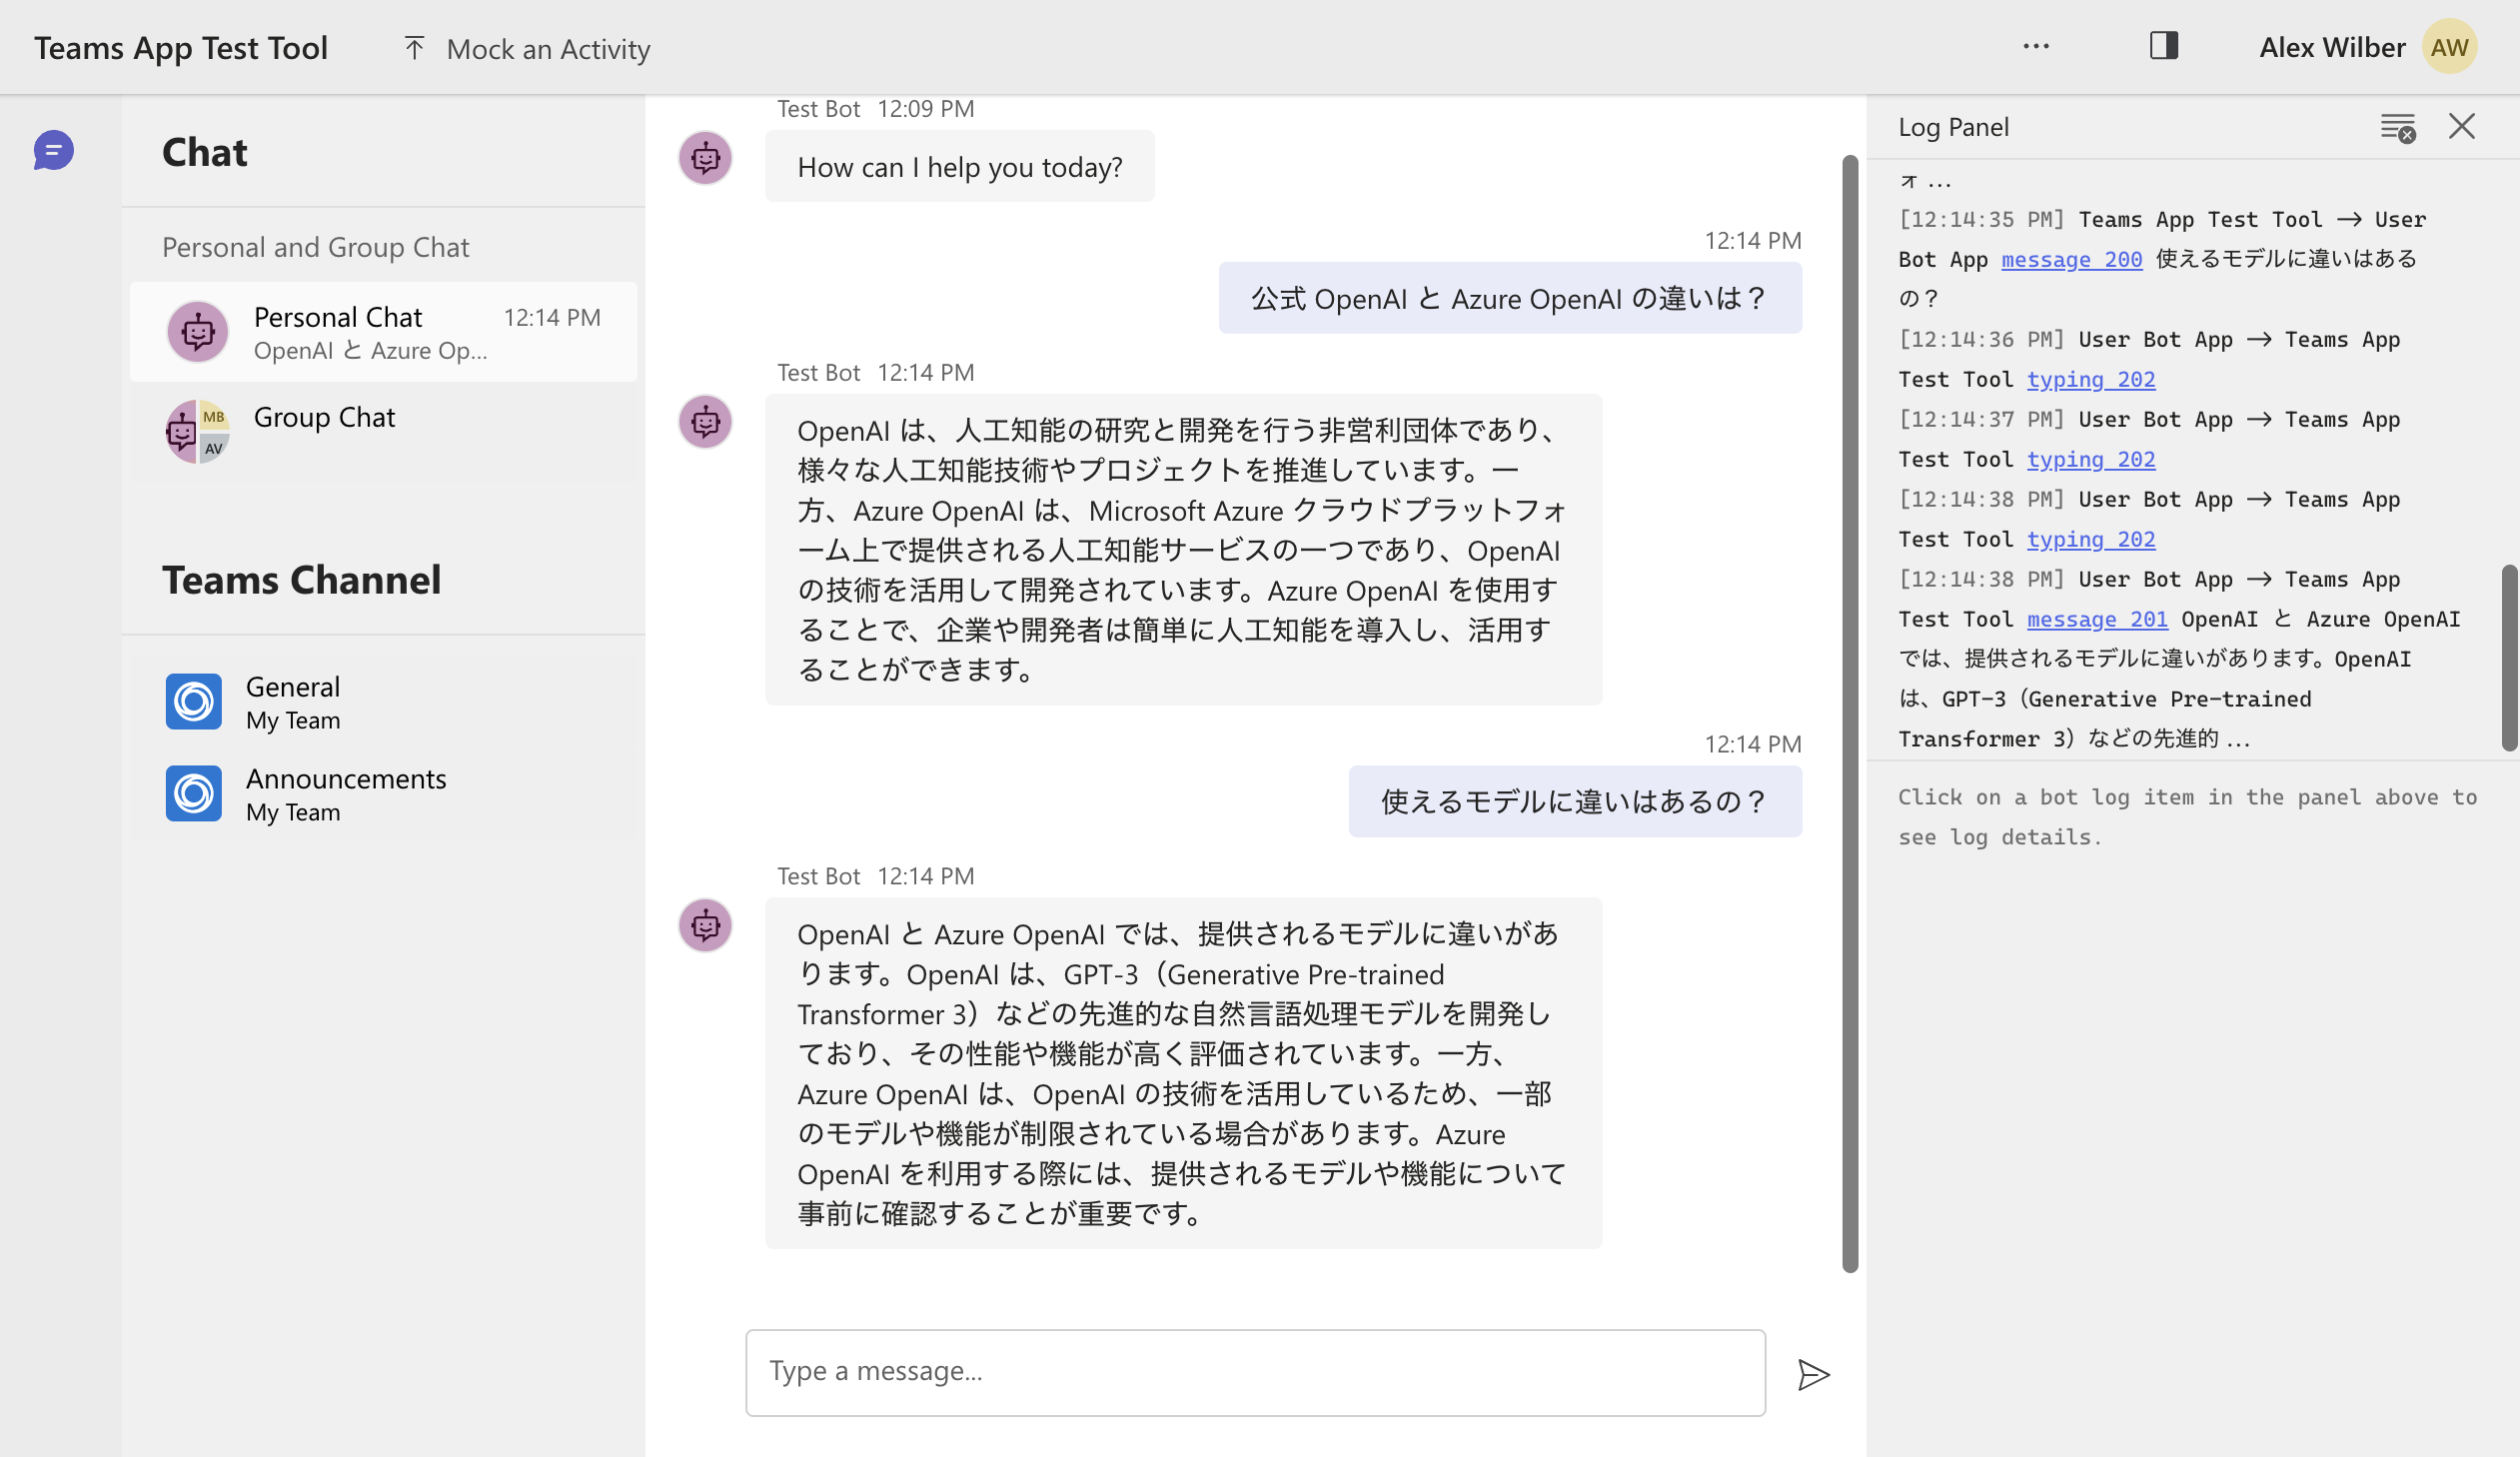 Teams App Test Tool
Mock an Activity
Alex Wilber
AW
Chat
Personal and Group Chat
Personal Chat 12:14 PM
OpenAI と Azure Op...
MB
AV
Group Chat
Teams Channel
General
My Team
Announcements
My Team
Test Bot 12:09 PM
How can I help you today?
12:14 PM
公式 OpenAI と Azure OpenAI の違いは？
Test Bot 12:14 PM
OpenAI は、人工知能の研究と開発を行う非営利団体であり、
様々な人工知能技術やプロジェクトを推進しています。一
方、Azure OpenAI は、Microsoft Azure クラウドプラットフォ
ーム上で提供される人工知能サービスの一つであり、OpenAI
の技術を活用して開発されています。Azure OpenAI を使用す
ることで、企業や開発者は簡単に人工知能を導入し、活用す
ることができます。
12:14 PM
使えるモデルに違いはあるの？
Test Bot 12:14 PM
OpenAI と Azure OpenAI では、提供されるモデルに違いがあ
ります。OpenAI は、GPT-3（Generative Pre-trained
Transformer 3）などの先進的な自然言語処理モデルを開発し
ており、その性能や機能が高く評価されています。一方、
Azure OpenAI は、OpenAI の技術を活用しているため、一部
のモデルや機能が制限されている場合があります。Azure
OpenAI を利用する際には、提供されるモデルや機能について
事前に確認することが重要です。
Type a message...
Log Panel
ォ ...
[12:14:35 PM] Teams App Test Tool → User
Bot App message 200 使えるモデルに違いはある
の？
[12:14:36 PM] User Bot App → Teams App
Test Tool typing 202
[12:14:37 PM] User Bot App → Teams App
Test Tool typing 202
[12:14:38 PM] User Bot App → Teams App
Test Tool typing 202
[12:14:38 PM] User Bot App → Teams App
Test Tool message 201 OpenAI と Azure OpenAI
では、提供されるモデルに違いがあります。OpenAI
は、GPT-3（Generative Pre-trained
Transformer 3）などの先進的 ...
Click on a bot log item in the panel above to
see log details.